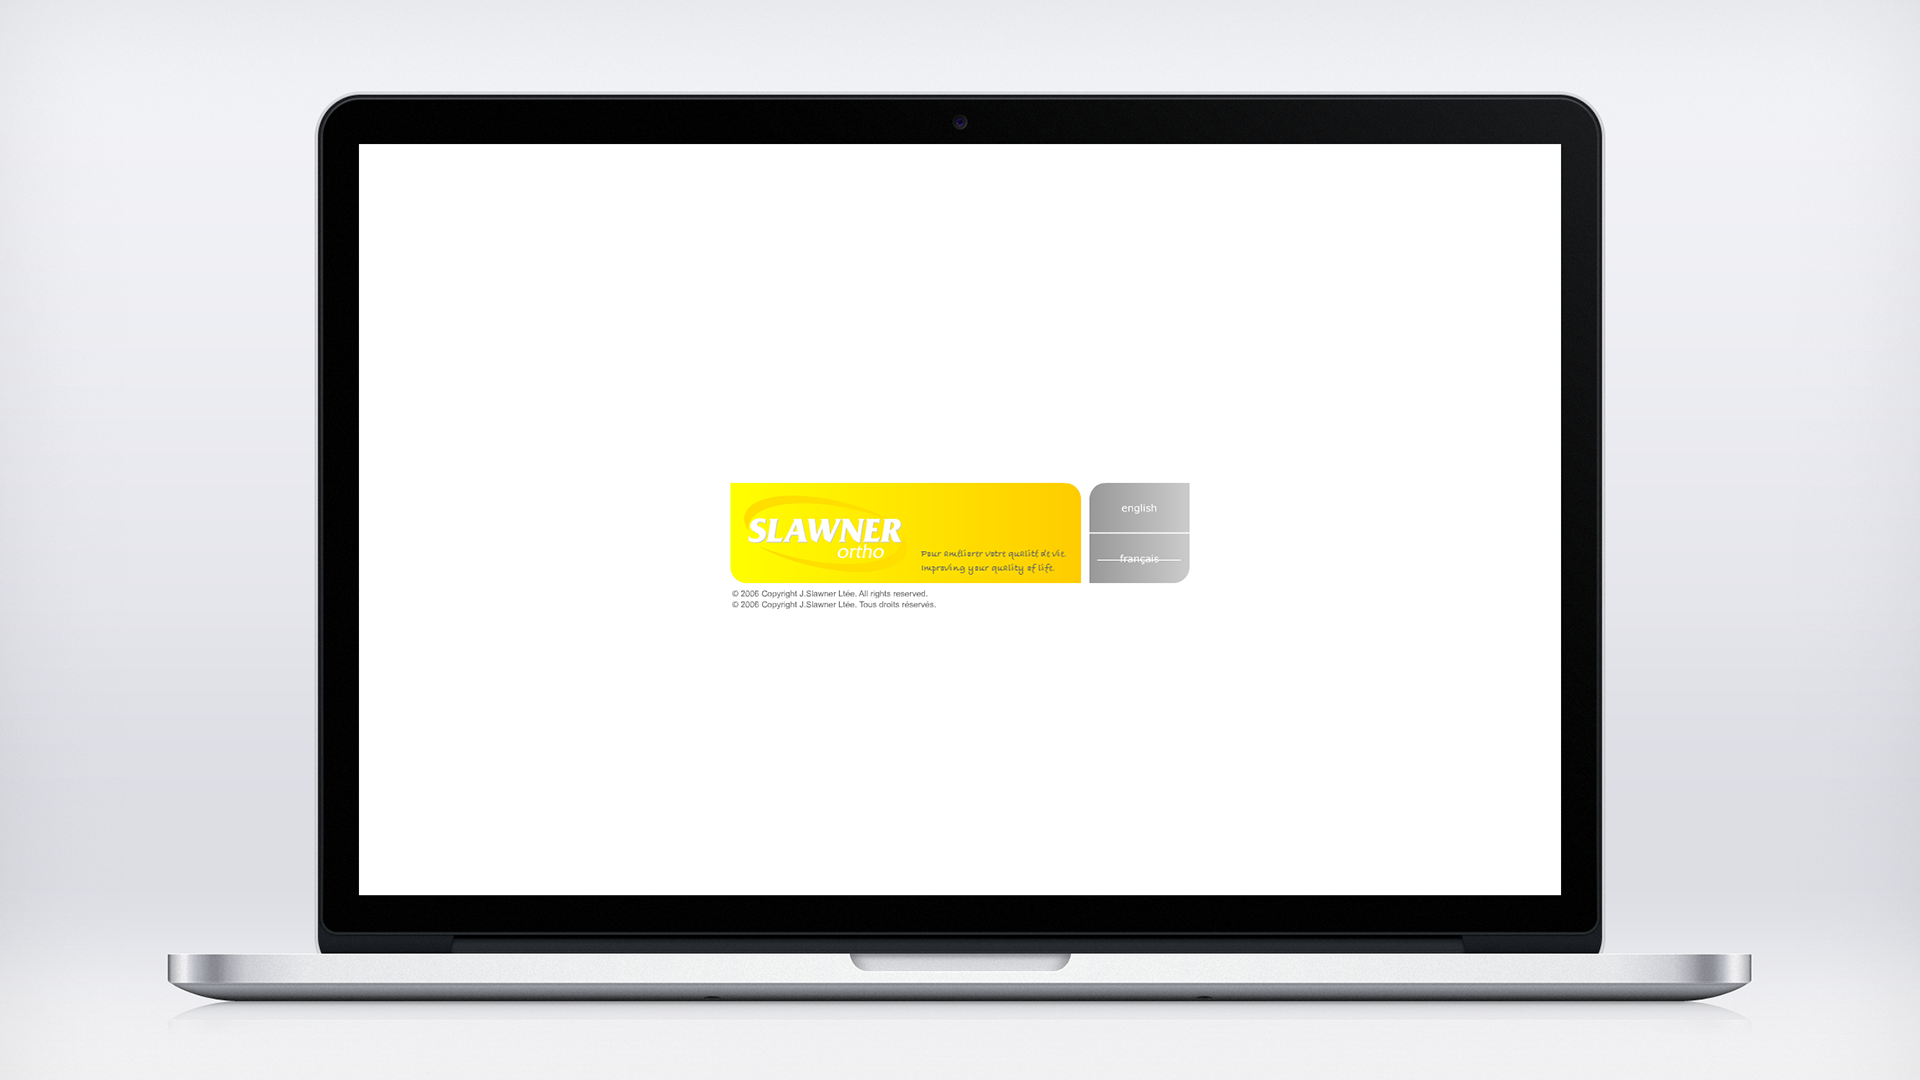 SLAWNER
ortho
Pour améliorer votre qualité de vie.
Improving your quality of life.
english
français
© 2006 Copyright J.Slawner Ltée. All rights reserved.
© 2006 Copyright J.Slawner Ltée. Tous droits réservés.